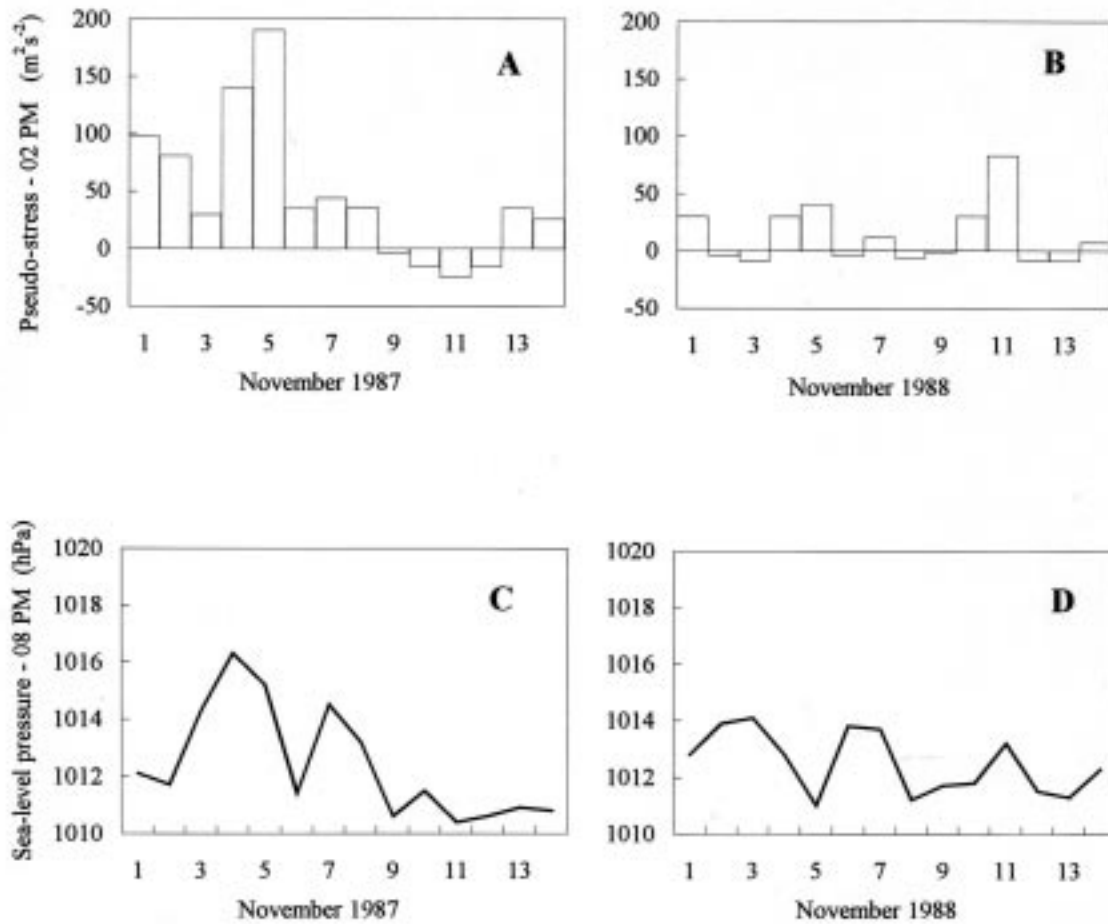 Pseudo-stress - 02 PM (m²s⁻²)
200
150
100
50
0
-50
A
1 3 5 7 9 11 13
November 1987
200
150
100
50
0
-50
B
1 3 5 7 9 11 13
November 1988
Sea-level pressure - 08 PM (hPa)
1020
1018
1016
1014
1012
1010
C
1 3 5 7 9 11 13
November 1987
1020
1018
1016
1014
1012
1010
D
1 3 5 7 9 11 13
November 1988